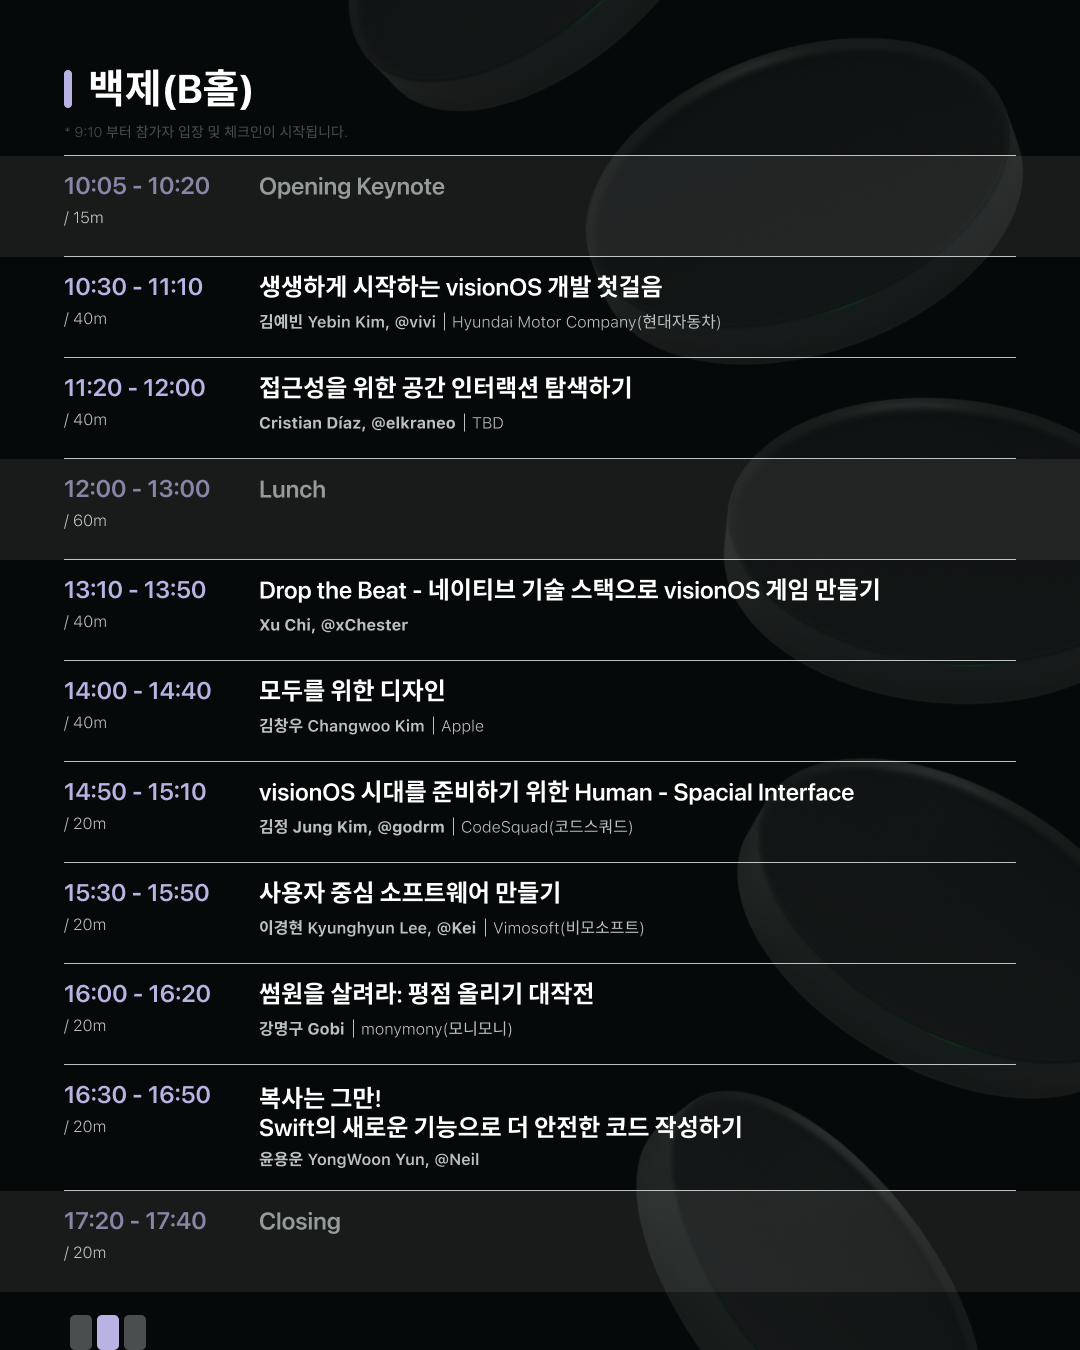 백제(B홀)
* 9:10 부터 참가자 입장 및 체크인이 시작됩니다.
10:05 - 10:20
Opening Keynote
/ 15m
10:30 - 11:10
생생하게 시작하는 visionOS 개발 첫걸음
/ 40m
김예빈 Yebin Kim, @vivi | Hyundai Motor Company(현대자동차)
11:20 - 12:00
접근성을 위한 공간 인터랙션 탐색하기
/ 40m
Cristian Díaz, @elkraneo | TBD
12:00 - 13:00
Lunch
/ 60m
13:10 - 13:50
Drop the Beat - 네이티브 기술 스택으로 visionOS 게임 만들기
/ 40m
Xu Chi, @xChester
14:00 - 14:40
모두를 위한 디자인
/ 40m
김창우 Changwoo Kim | Apple
14:50 - 15:10
visionOS 시대를 준비하기 위한 Human - Spacial Interface
/ 20m
김정 Jung Kim, @godrm | CodeSquad(코드스쿼드)
15:30 - 15:50
사용자 중심 소프트웨어 만들기
/ 20m
이경현 Kyunghyun Lee, @Kei | Vimosoft(비모소프트)
16:00 - 16:20
썸원을 살려라: 평점 올리기 대작전
/ 20m
강명구 Gobi | monymony(모니모니)
16:30 - 16:50
복사는 그만!
/ 20m
Swift의 새로운 기능으로 더 안전한 코드 작성하기
윤용운 YongWoon Yun, @Neil
17:20 - 17:40
Closing
/ 20m